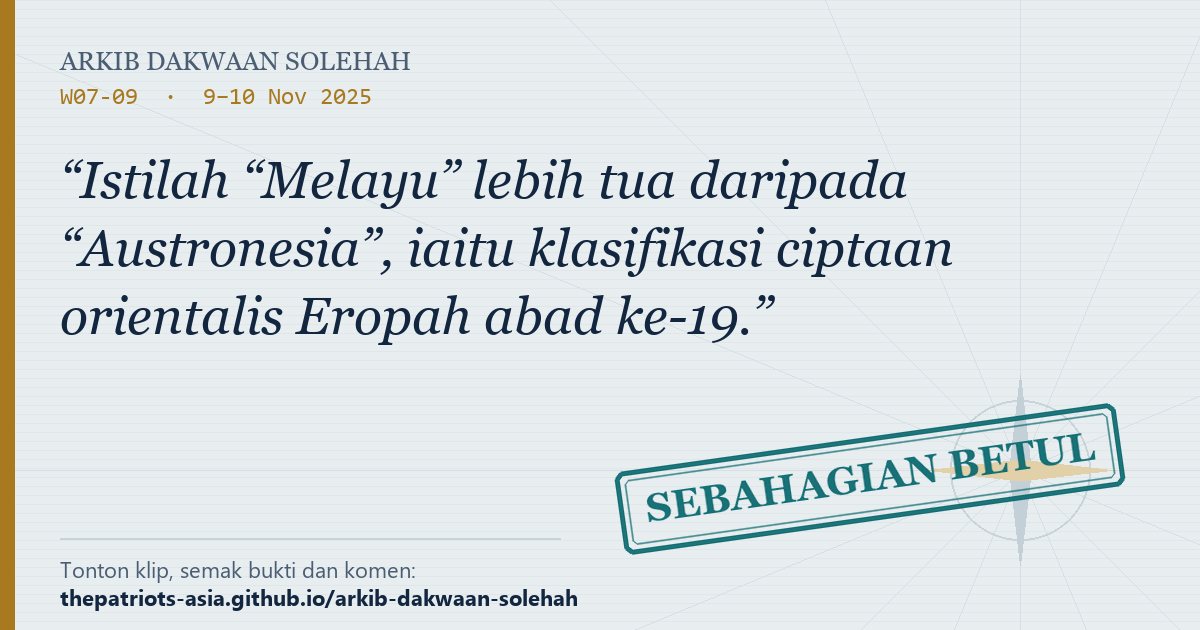 ARKIB DAKWAAN SOLEHAH
W07-09 · 9–10 Nov 2025
“Istilah “Melayu” lebih tua daripada
“Austronesia”, iaitu klasifikasi ciptaan
orientalis Eropah abad ke-19.”
SEBAHAGIAN BETUL
Tonton klip, semak bukti dan komen:
thepatriots-asia.github.io/arkib-dakwaan-solehah